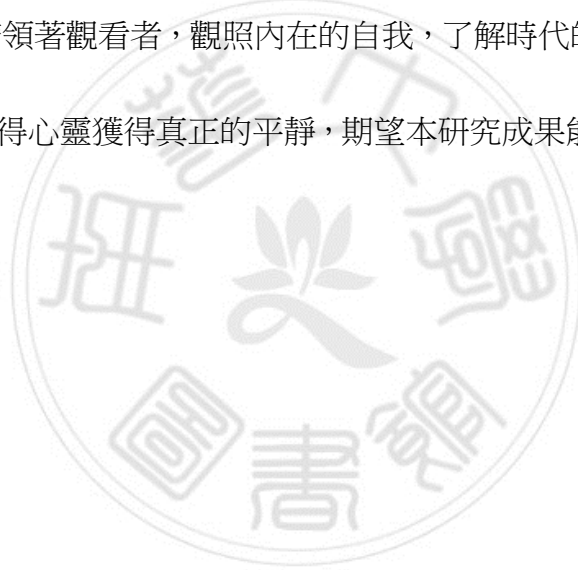 領著觀看者，觀照內在的自我，了解時代的
得心靈獲得真正的平靜，期望本研究成果能
書